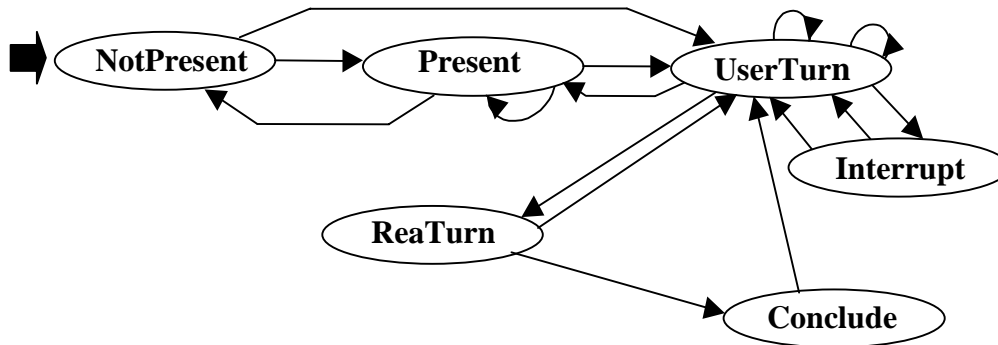 NotPresent
Present
UserTurn
Interrupt
ReaTurn
Conclude